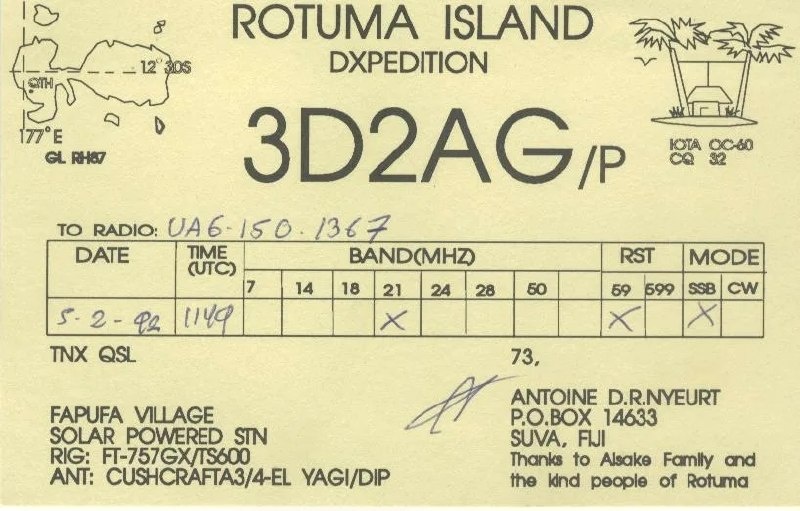 ROTUMA ISLAND
DXPEDITION
3D2AG/P
12° 30S
QTH
177° E
GL RH87
IOTA OC-60
CQ 32
TO RADIO: UA6-150.1367
DATE TIME (UTC) BAND(MHZ) RST MODE
7 14 18 21 24 28 50 59 599 SSB CW
5-2-92 1149 X X X
TNX QSL 73,
FAPUFA VILLAGE
SOLAR POWERED STN
RIG: FT-757GX/TS600
ANT: CUSHCRAFTA3/4-EL YAGI/DIP
ANTOINE D.R.NYEURT
P.O.BOX 14633
SUVA, FIJI
Thanks to Alsake Family and
the kind people of Rotuma